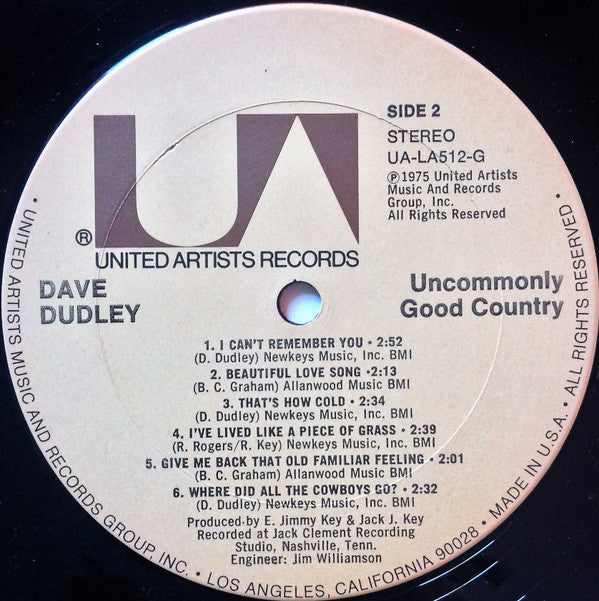 UA
®
UNITED ARTISTS RECORDS
SIDE 2
STEREO
UA-LA512-G
℗1975 United Artists
Music And Records
Group, Inc.
All Rights Reserved
DAVE
DUDLEY
Uncommonly
Good Country
1. I CAN'T REMEMBER YOU • 2:52
(D. Dudley) Newkeys Music, Inc. BMI
2. BEAUTIFUL LOVE SONG •2:13
(B. C. Graham) Allanwood Music BMI
3. THAT'S HOW COLD • 2:34
(D. Dudley) Newkeys Music, Inc. BMI
4. I'VE LIVED LIKE A PIECE OF GRASS • 2:39
(R. Rogers/R. Key) Newkeys Music, Inc. BMI
5. GIVE ME BACK THAT OLD FAMILIAR FEELING • 2:01
(B. C. Graham) Allanwood Music BMI
6. WHERE DID ALL THE COWBOYS GO? • 2:32
(D. Dudley) Newkeys Music, Inc. BMI
Produced by E. Jimmy Key & Jack J. Key
Recorded at Jack Clement Recording
Studio, Nashville, Tenn.
Engineer: Jim Williamson
• UNITED ARTISTS MUSIC AND RECORDS GROUP, INC. • LOS ANGELES, CALIFORNIA 90028 • MADE IN U.S.A. • ALL RIGHTS RESERVED •